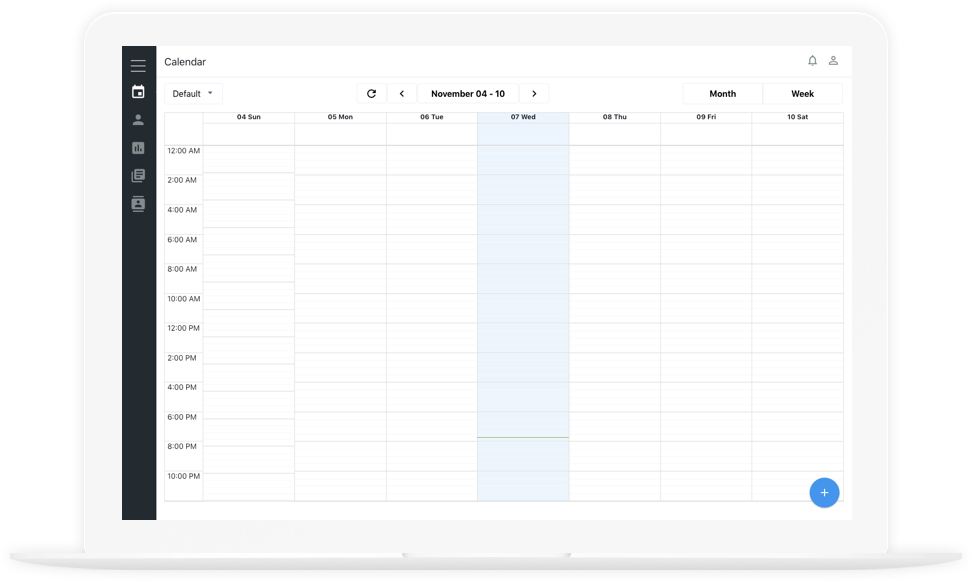 Calendar
Default
November 04 - 10
Month
Week
04 Sun
05 Mon
06 Tue
07 Wed
08 Thu
09 Fri
10 Sat
12:00 AM
2:00 AM
4:00 AM
6:00 AM
8:00 AM
10:00 AM
12:00 PM
2:00 PM
4:00 PM
6:00 PM
8:00 PM
10:00 PM